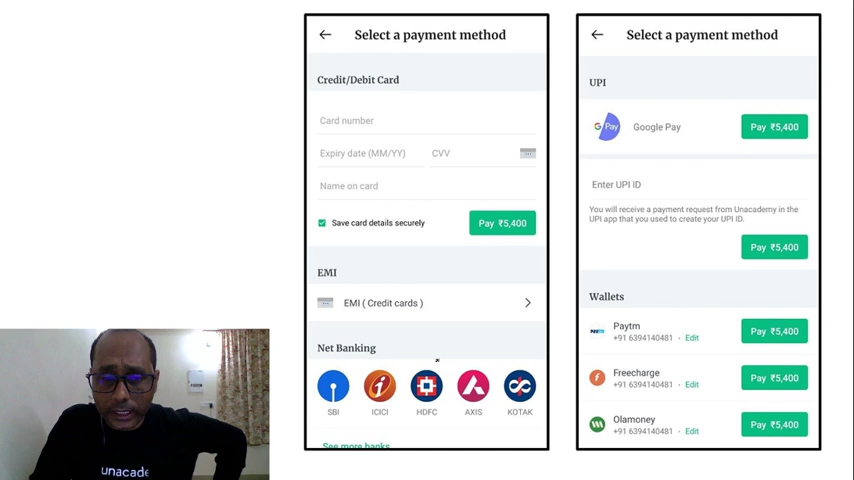 Select a payment method
Credit/Debit Card
Card number
Expiry date (MM/YY) CVV
Name on card
Save card details securely Pay ₹5,400
EMI
EMI ( Credit cards )
Net Banking
SBI ICICI HDFC AXIS KOTAK
See more banks
Select a payment method
UPI
G Pay Google Pay Pay ₹5,400
Enter UPI ID
You will receive a payment request from Unacademy in the
UPI app that you used to create your UPI ID.
Pay ₹5,400
Wallets
Paytm
+91 6394140481 · Edit Pay ₹5,400
Freecharge
+91 6394140481 · Edit Pay ₹5,400
Olamoney
+91 6394140481 · Edit Pay ₹5,400
unacade